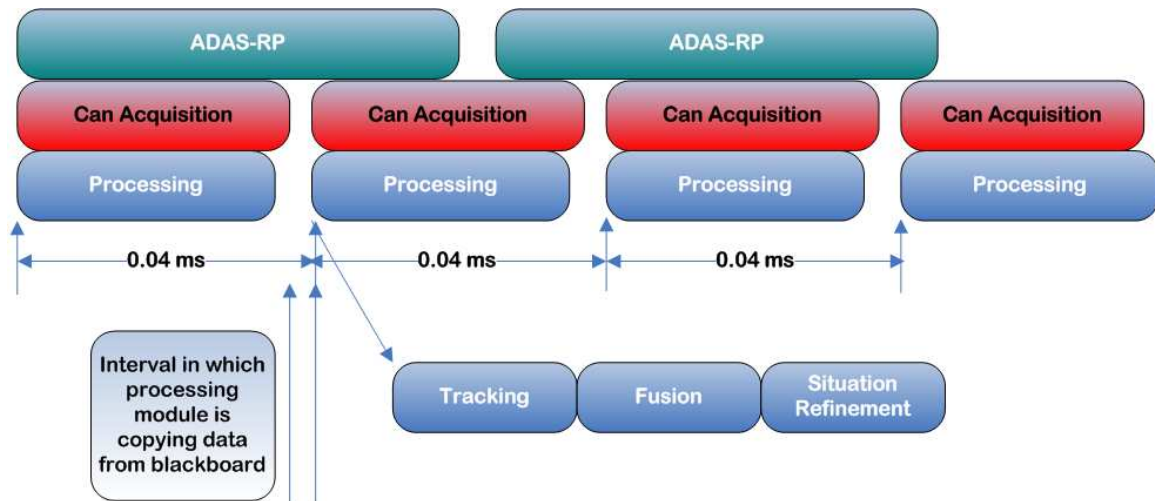 ADAS-RP
ADAS-RP
Can Acquisition
Can Acquisition
Can Acquisition
Can Acquisition
Processing
Processing
Processing
Processing
0.04 ms
0.04 ms
0.04 ms
Interval in which
processing
module is
copying data
from blackboard
Tracking
Fusion
Situation
Refinement